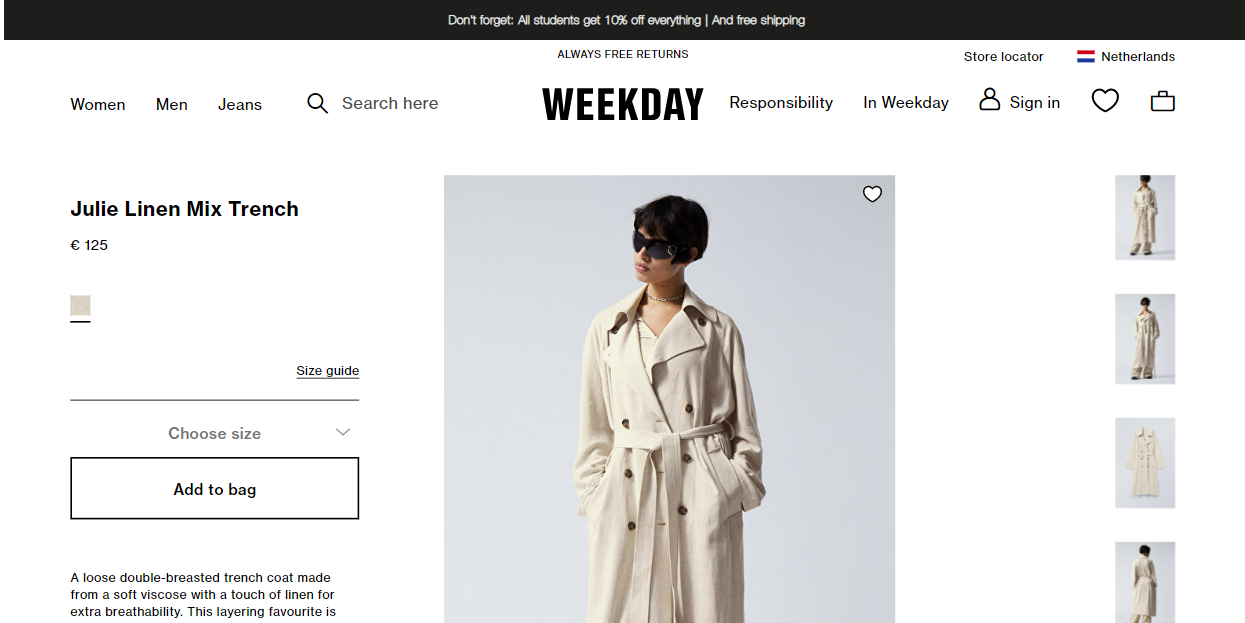 Don't forget: All students get 10% off everything | And free shipping
ALWAYS FREE RETURNS
Store locator
Netherlands
Women
Men
Jeans
Search here
WEEKDAY
Responsibility
In Weekday
Sign in
Julie Linen Mix Trench
€ 125
Size guide
Choose size
Add to bag
A loose double-breasted trench coat made
from a soft viscose with a touch of linen for
extra breathability. This layering favourite is